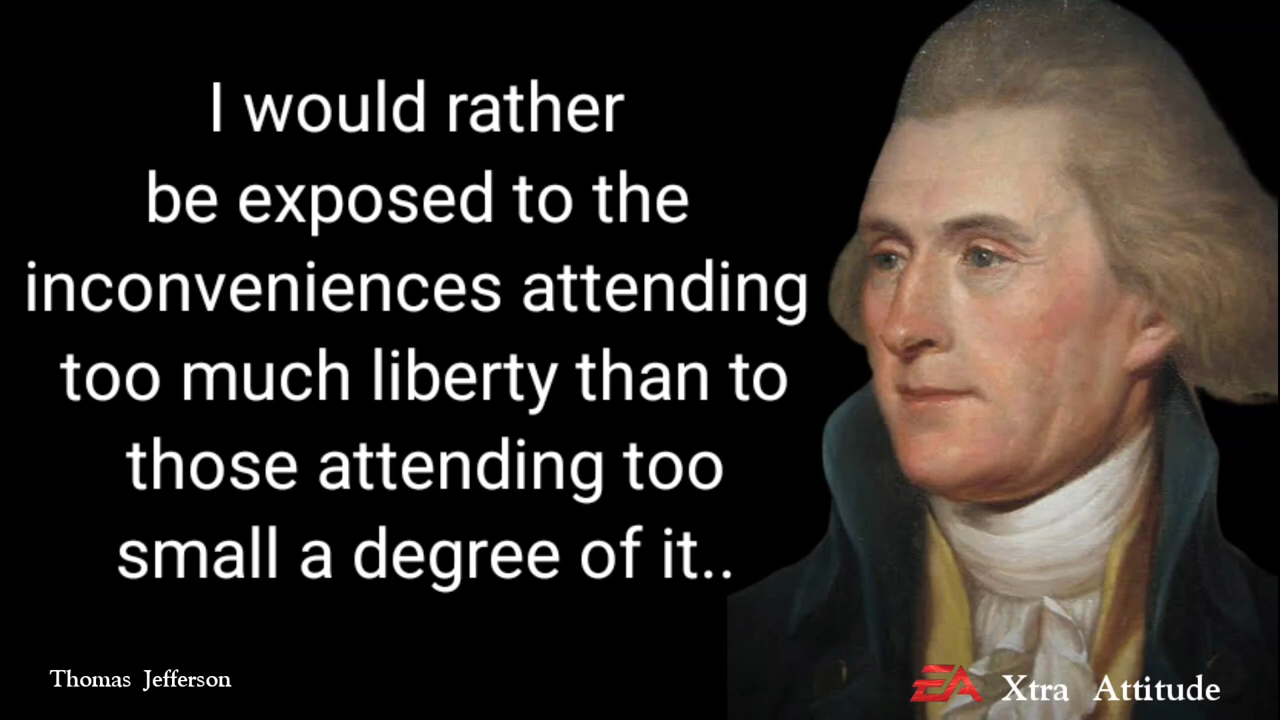 I would rather
be exposed to the
inconveniences attending
too much liberty than to
those attending too
small a degree of it..
Thomas Jefferson
EA Xtra Attitude